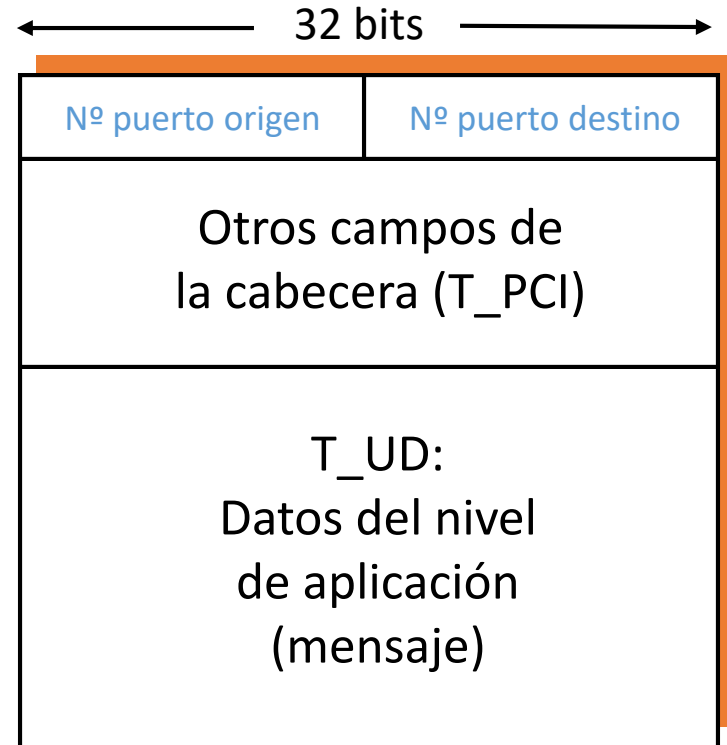 32 bits
Nº puerto origen
Nº puerto destino
Otros campos de
la cabecera (T_PCI)
T_UD:
Datos del nivel
de aplicación
(mensaje)